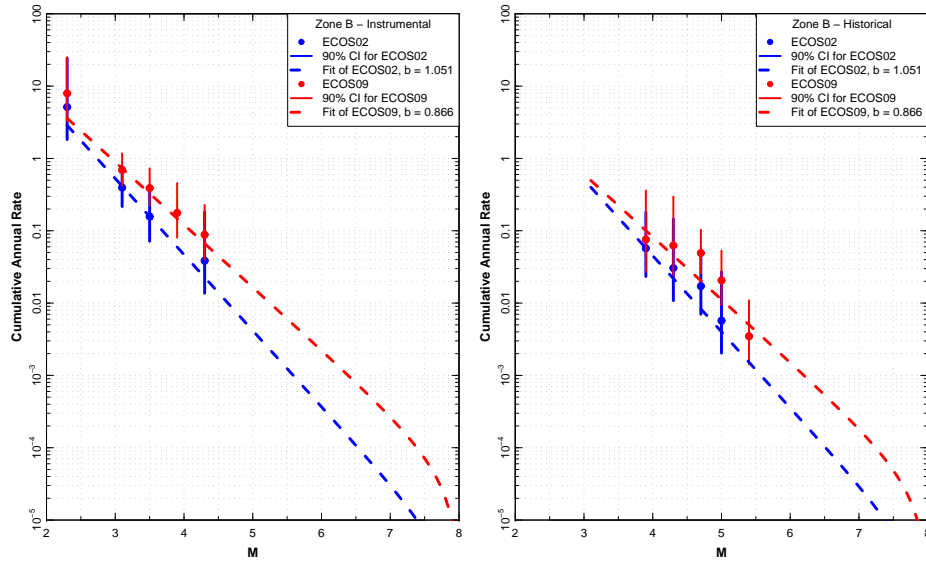 Zone B – Instrumental
ECOS02
90% CI for ECOS02
Fit of ECOS02, b = 1.051
ECOS09
90% CI for ECOS09
Fit of ECOS09, b = 0.866
Cumulative Annual Rate
100
10
1
0.1
0.01
10−3
10−4
10−5
2 3 4 5 6 7 8
M
Zone B – Historical
ECOS02
90% CI for ECOS02
Fit of ECOS02, b = 1.051
ECOS09
90% CI for ECOS09
Fit of ECOS09, b = 0.866
Cumulative Annual Rate
100
10
1
0.1
0.01
10−3
10−4
10−5
2 3 4 5 6 7 8
M